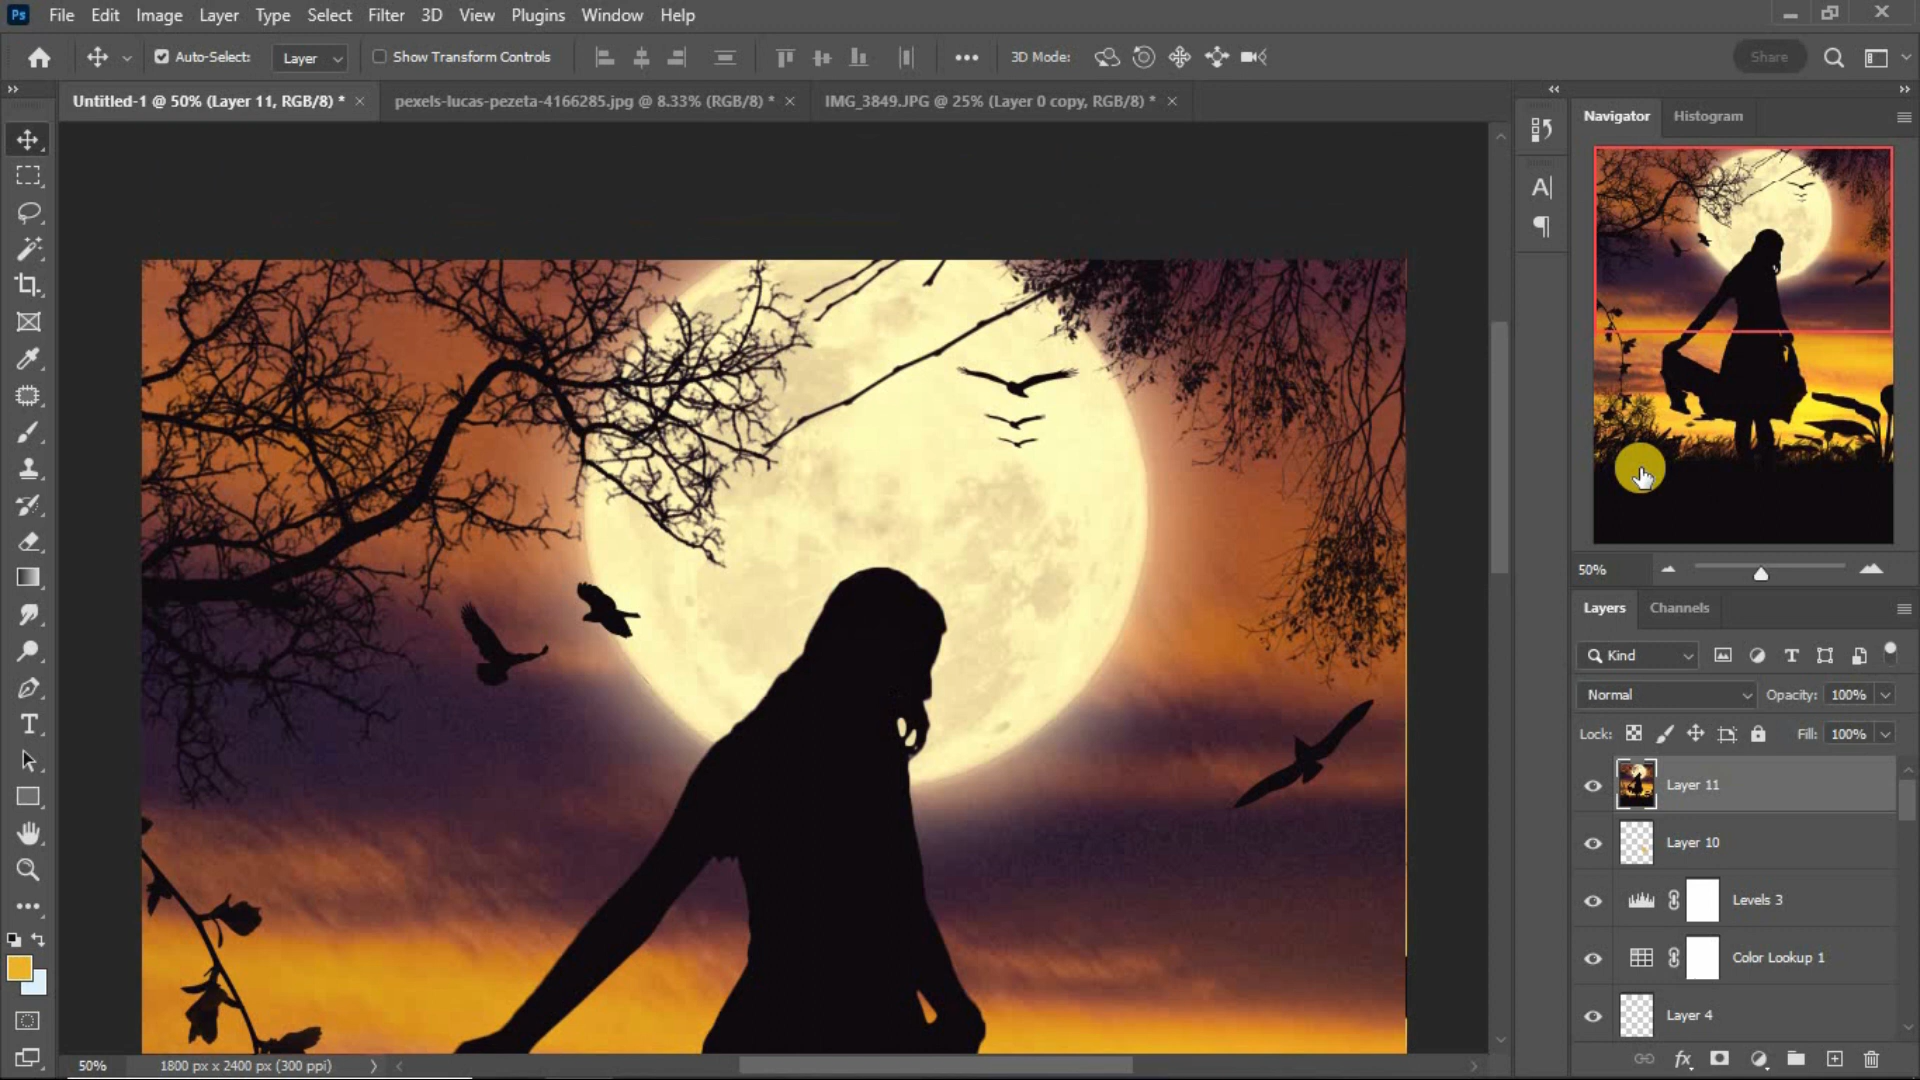 Ps File Edit Image Layer Type Select Filter 3D View Plugins Window Help
Auto-Select: Layer Show Transform Controls 3D Mode: Share
Untitled-1 @ 50% (Layer 11, RGB/8) * × pexels-lucas-pezeta-4166285.jpg @ 8.33% (RGB/8) * × IMG_3849.JPG @ 25% (Layer 0 copy, RGB/8) * ×
Navigator Histogram
50%
Layers Channels
Kind
Normal Opacity: 100%
Lock: Fill: 100%
Layer 11
Layer 10
Levels 3
Color Lookup 1
Layer 4
50% 1800 px x 2400 px (300 ppi)